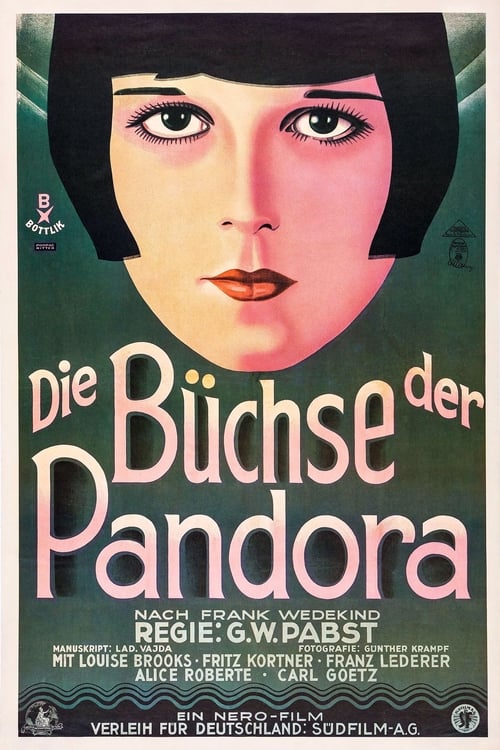 B
BOTTLIK
Die Büchse der
Pandora
NACH FRANK WEDEKIND
REGIE: G.W. PABST
MANUSKRIPT: LAD. VAJDA FOTOGRAFIE: GÜNTHER KRAMPF
MIT LOUISE BROOKS · FRITZ KORTNER · FRANZ LEDERER
ALICE ROBERTE · CARL GOETZ
EIN NERO-FILM
VERLEIH FÜR DEUTSCHLAND: SÜDFILM-A.G.